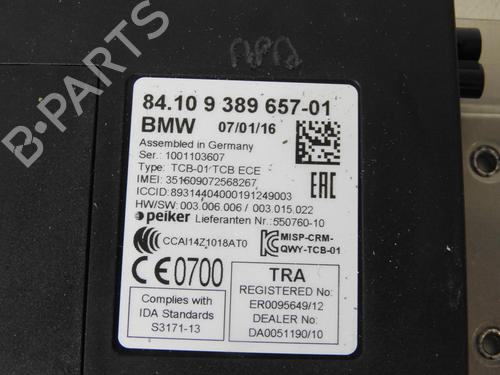 84.10 9 389 657-01
BMW 07/01/16
Assembled in Germany
Ser.: 1001103607
Type: TCB-01 TCB ECE
IMEI: 351609072568267
ICCID: 89314404000191249003
HW/SW: 003.006.006 / 003.015.022
peiker Lieferanten Nr.:550760-10
CCAI14Z1018AT0
MISP-CRM-
QWY-TCB-01
CE0700
Complies with
IDA Standards
S3171-13
TRA
REGISTERED No:
ER0095649/12
DEALER No:
DA0051190/10
EAC
B-PARTS